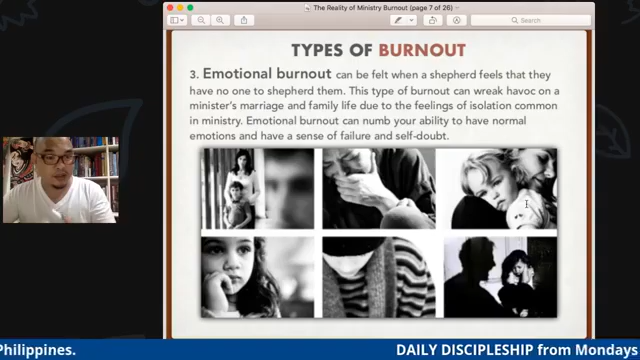 The Reality of Ministry Burnout (page 7 of 26)
Search
TYPES OF BURNOUT
3. Emotional burnout can be felt when a shepherd feels that they
have no one to shepherd them. This type of burnout can wreak havoc on a
minister's marriage and family life due to the feelings of isolation common
in ministry. Emotional burnout can numb your ability to have normal
emotions and have a sense of failure and self-doubt.
Philippines.
DAILY DISCIPLESHIP from Mondays